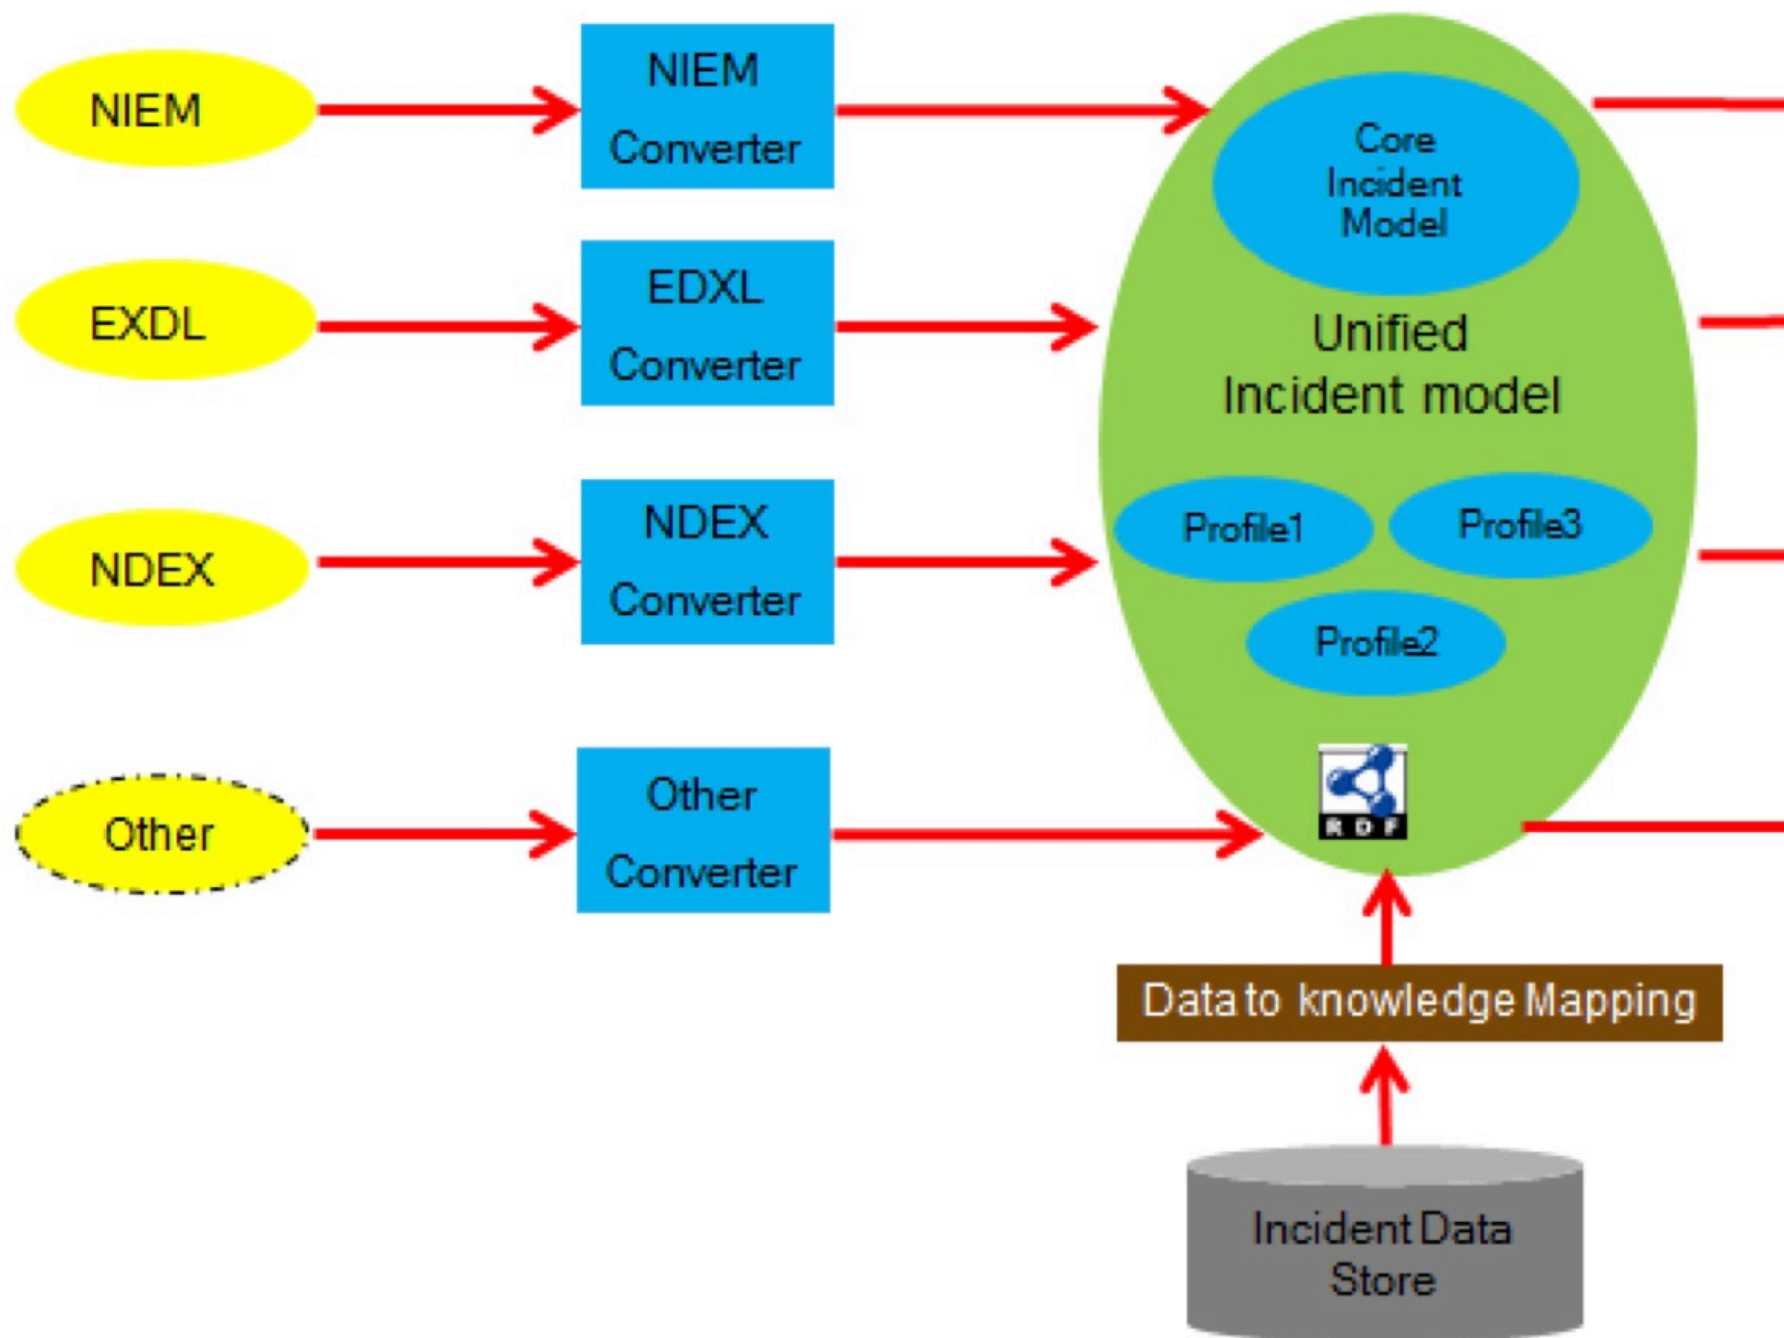 NIEM
NIEM
Converter
Core
Incident
Model
EXDL
EDXL
Converter
Unified
Incident model
NDEX
NDEX
Converter
Profile1
Profile3
Profile2
Other
Other
Converter
RDF
Data to knowledge Mapping
Incident Data
Store